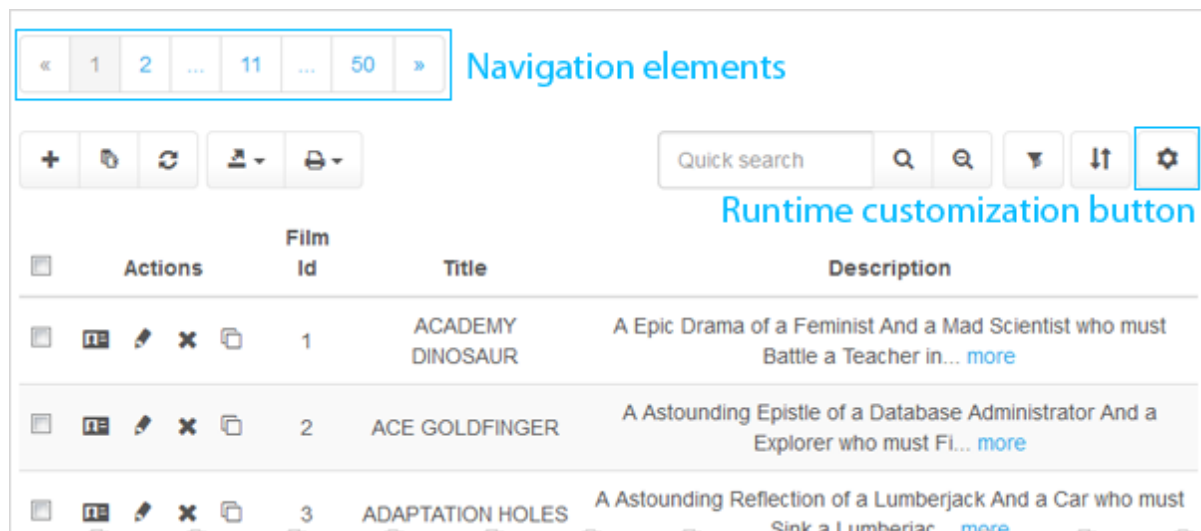 « 1 2 ... 11 ... 50 » Navigation elements
Quick search
Runtime customization button
Film
Actions Id Title Description
1 ACADEMY DINOSAUR A Epic Drama of a Feminist And a Mad Scientist who must
Battle a Teacher in... more
2 ACE GOLDFINGER A Astounding Epistle of a Database Administrator And a
Explorer who must Fi... more
3 ADAPTATION HOLES A Astounding Reflection of a Lumberjack And a Car who must
Sink a Lumberjac... more